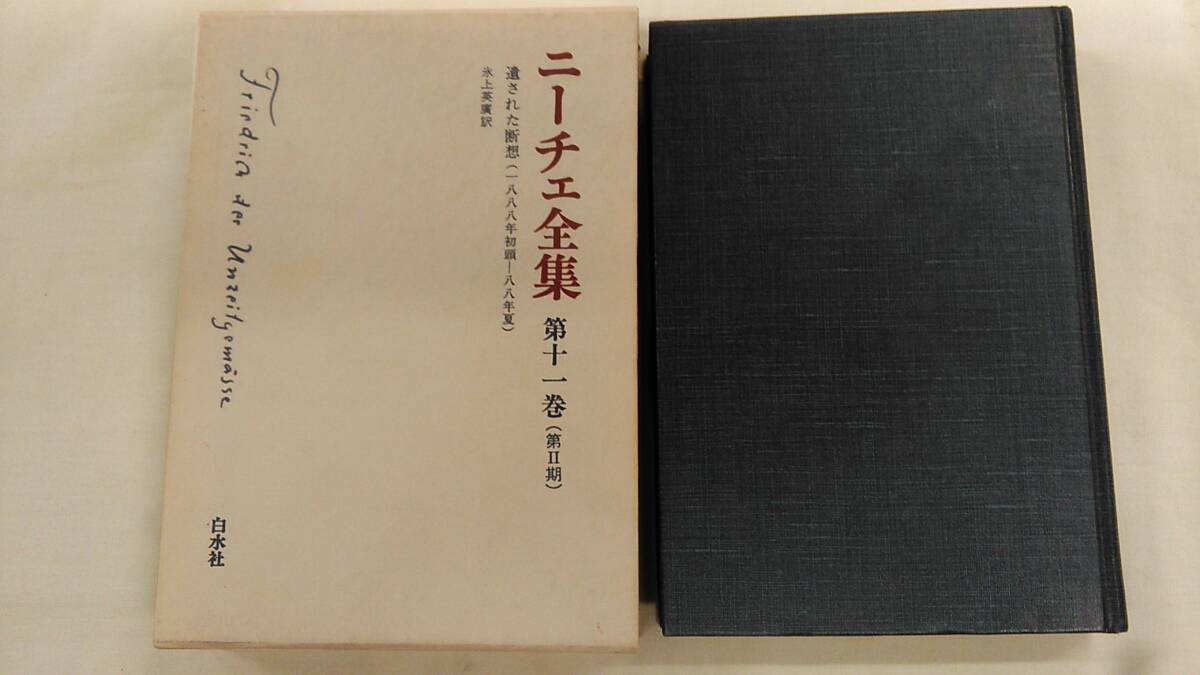 ニーチェ全集 第十一巻（第II期）
遺された断想（一八八八年初頭―八八年夏）
氷上英廣訳
Friedrich der Unzeitgemässe
白水社